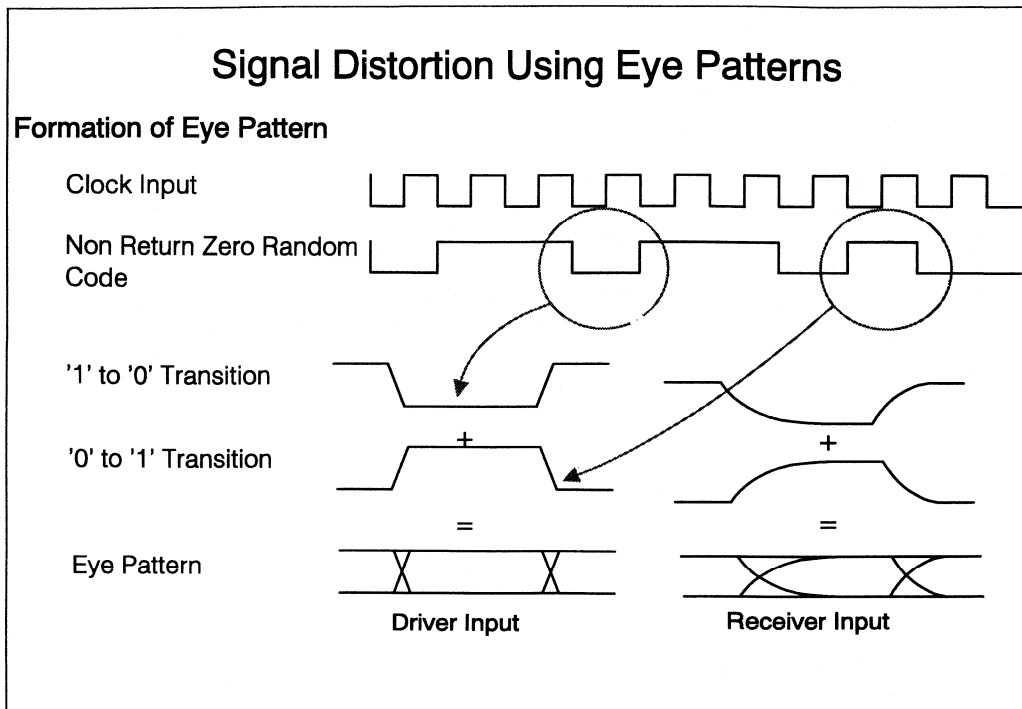 Signal Distortion Using Eye Patterns
Formation of Eye Pattern
Clock Input
Non Return Zero Random
Code
'1' to '0' Transition
+
+
'0' to '1' Transition
=
=
Eye Pattern
Driver Input
Receiver Input